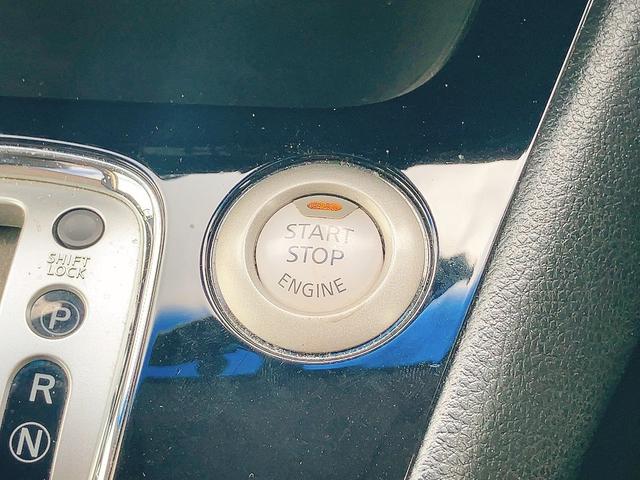 START
STOP
ENGINE
SHIFT
LOCK
P
R
N